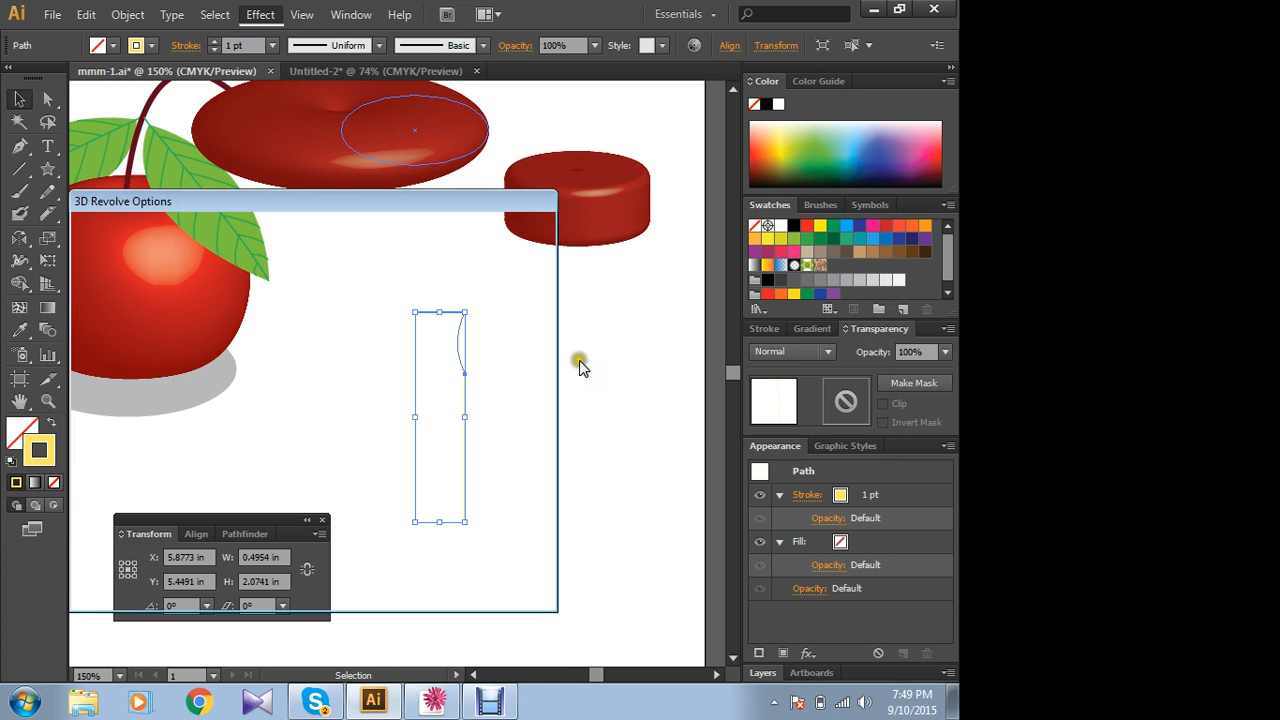 Ai File Edit Object Type Select Effect View Window Help Br Essentials
Path Stroke: 1 pt Uniform Basic Opacity: 100% Style: Align Transform
mmm-1.ai* @ 150% (CMYK/Preview) × Untitled-2* @ 74% (CMYK/Preview) ×
Color Color Guide
3D Revolve Options
Swatches Brushes Symbols
Stroke Gradient Transparency
Normal Opacity: 100%
Make Mask
Clip
Invert Mask
Appearance Graphic Styles
Path
Stroke: 1 pt
Opacity: Default
Fill:
Opacity: Default
Opacity: Default
fx
Layers Artboards
Transform Align Pathfinder
X: 5.8773 in W: 0.4954 in
Y: 5.4491 in H: 2.0741 in
0° 0°
150% 1 Selection
2 Ai
7:49 PM
9/10/2015